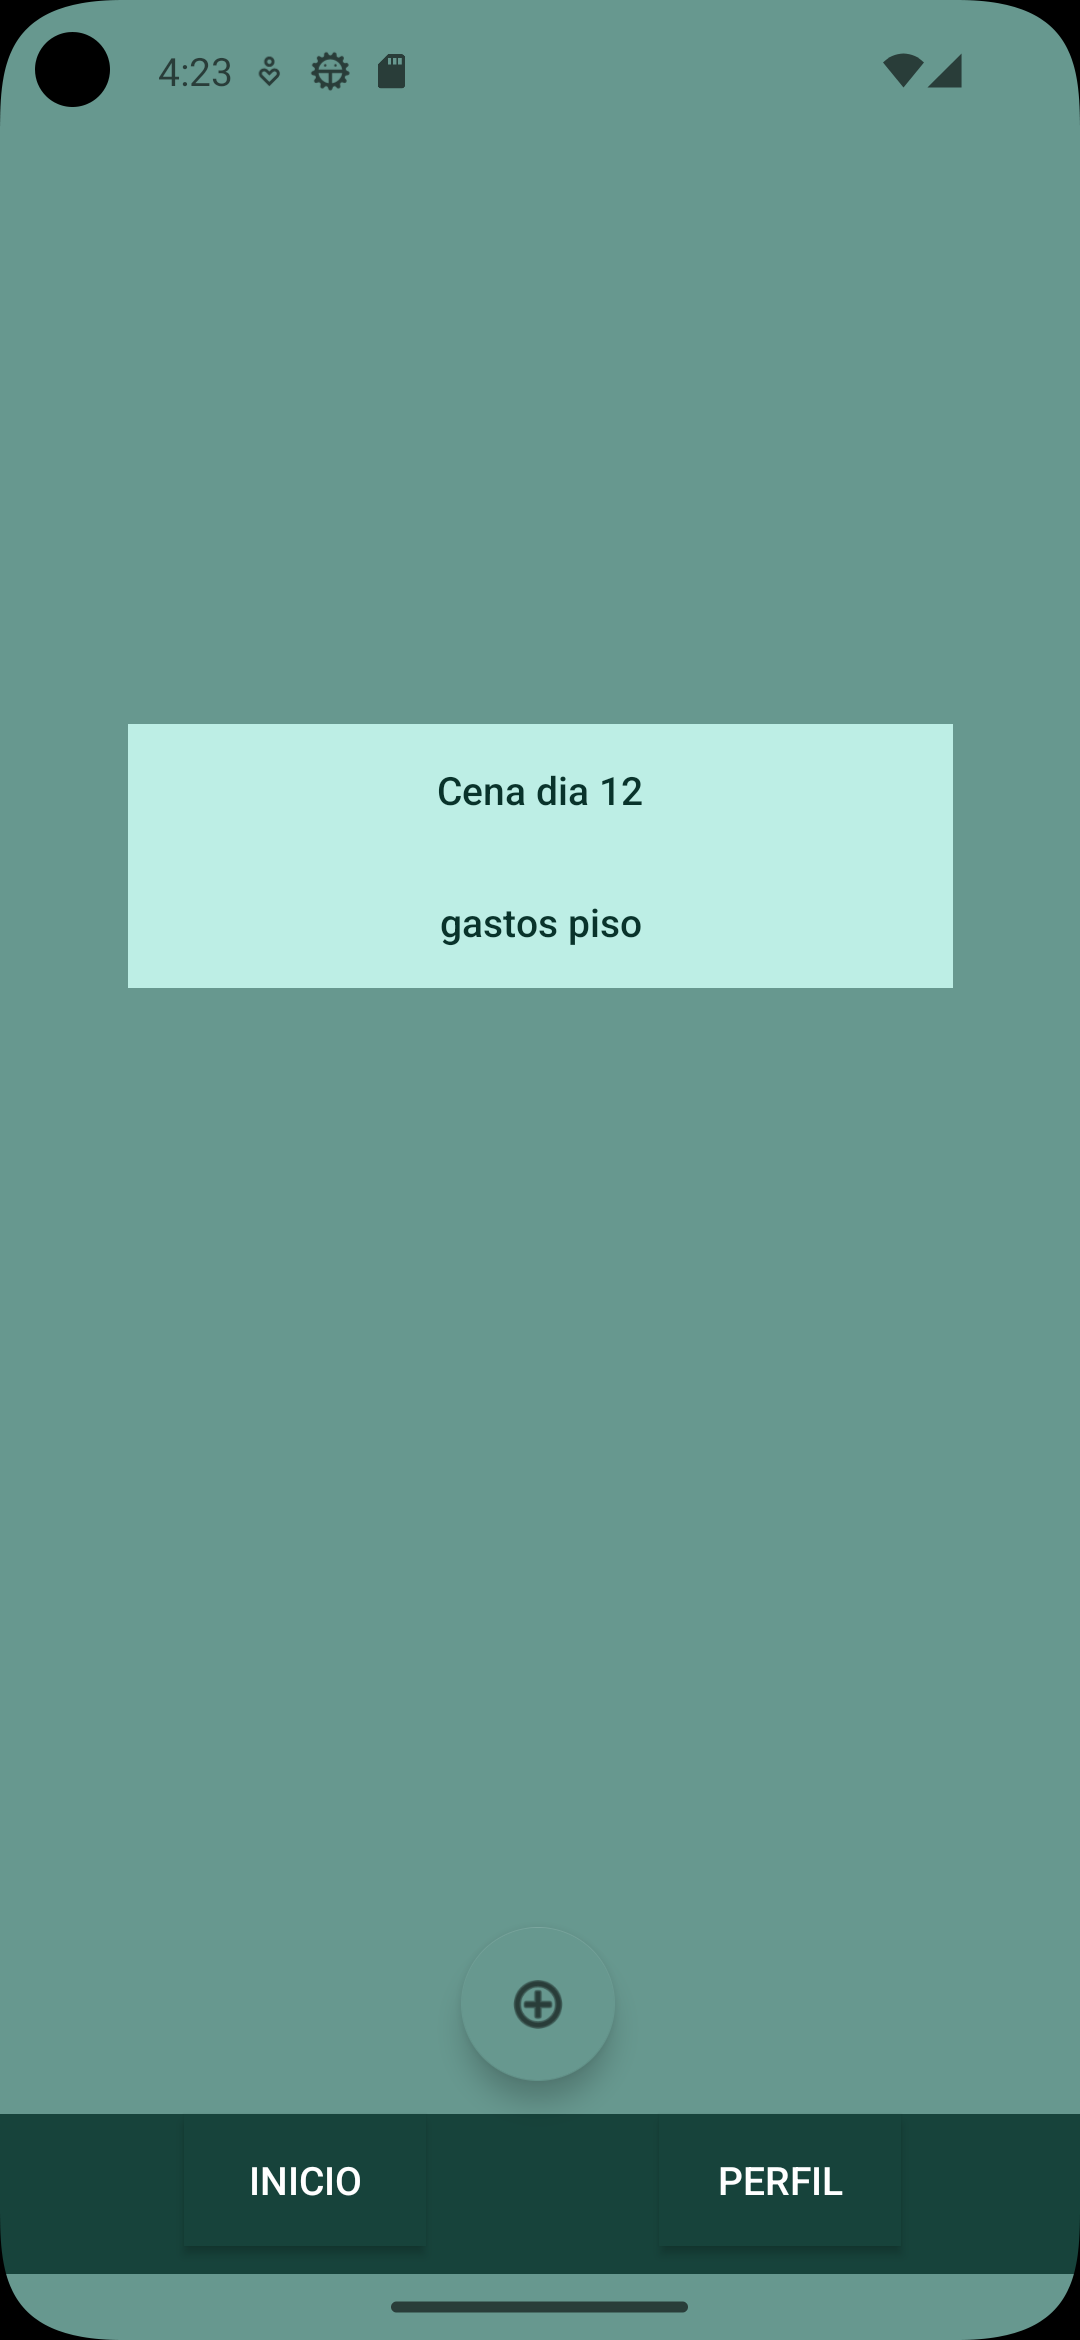 4:23
Cena dia 12
gastos piso
INICIO
PERFIL